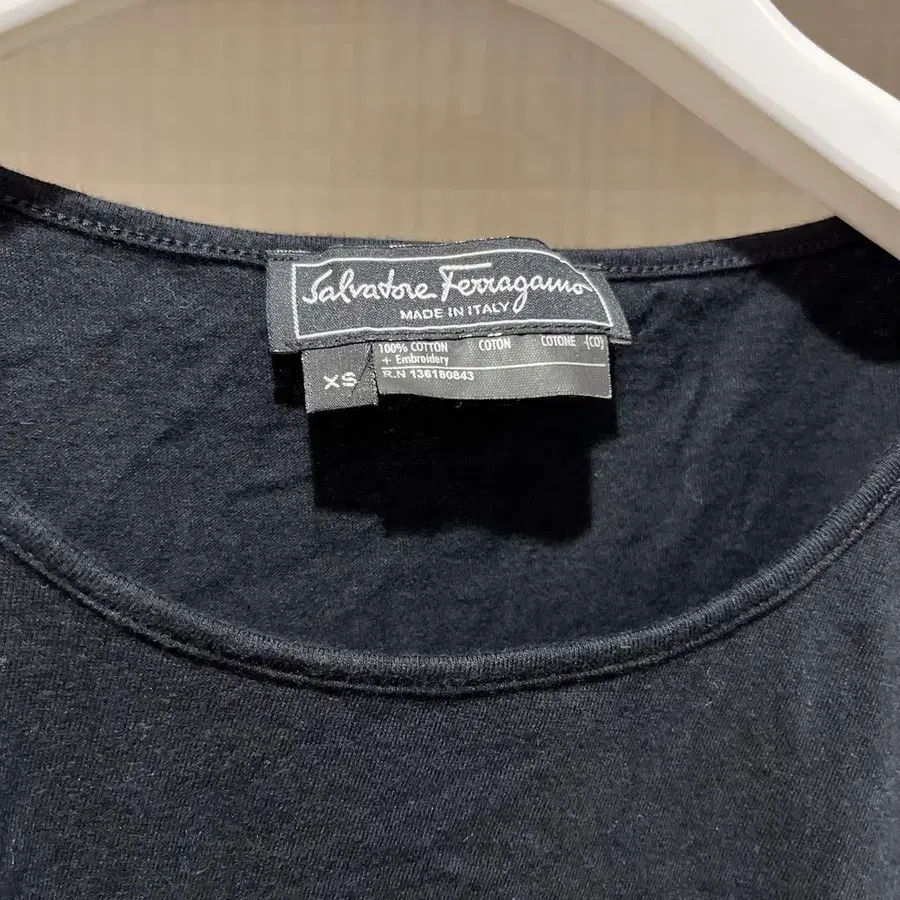 Salvatore Ferragamo
MADE IN ITALY
XS
100% COTTON COTON COTONE (CO)
+ Embroidery
R.N 136180843